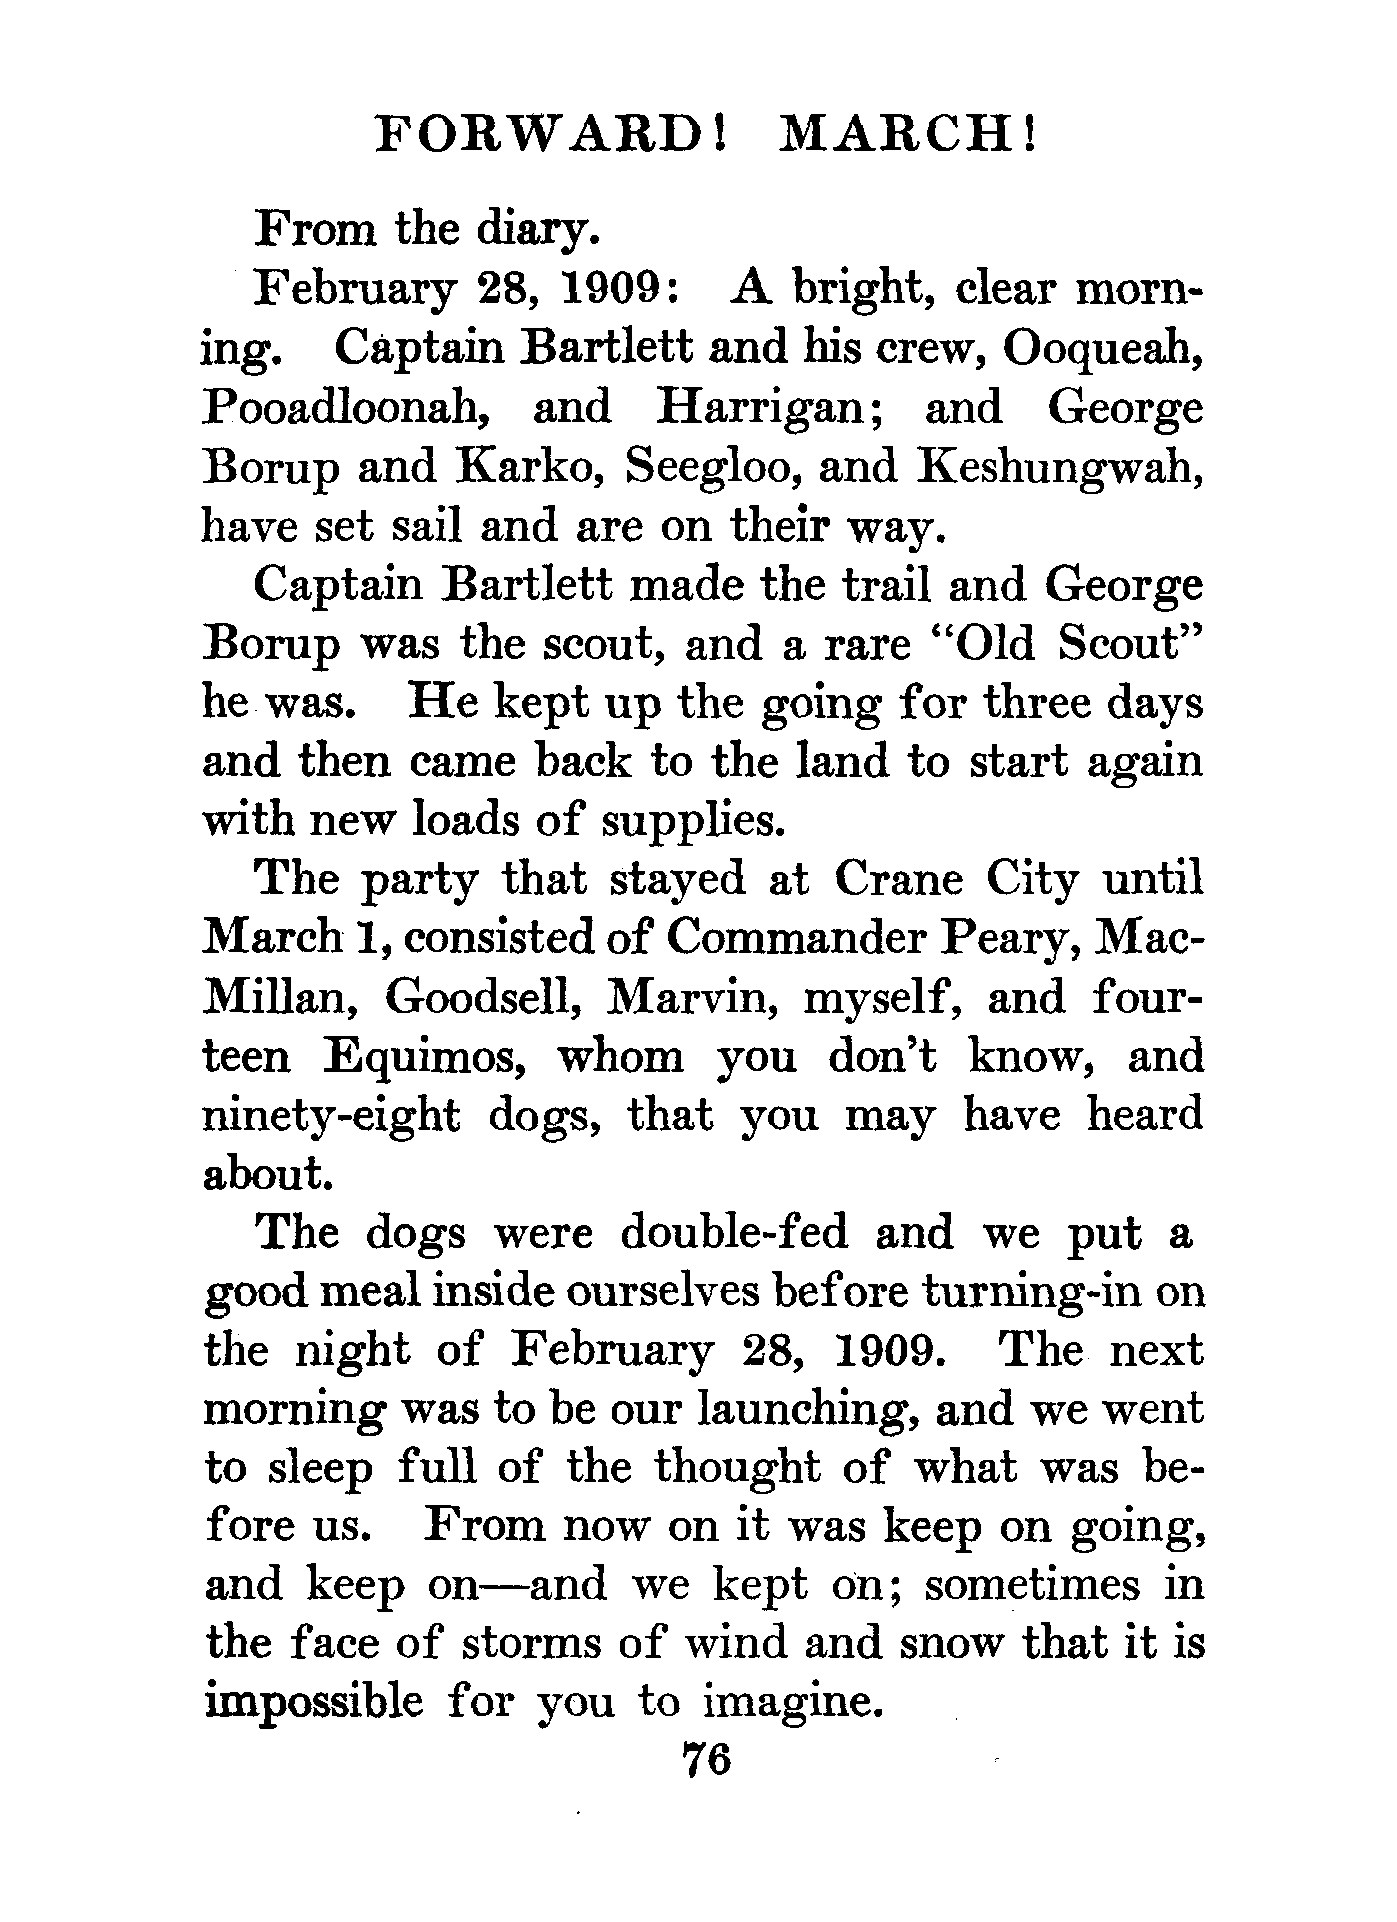 FORWARD! MARCH!
From the diary.
February 28, 1909: A bright, clear morn-
ing. Captain Bartlett and his crew, Ooqueah,
Pooadloonah, and Harrigan; and George
Borup and Karko, Seegloo, and Keshungwah,
have set sail and are on their way.
Captain Bartlett made the trail and George
Borup was the scout, and a rare “Old Scout”
he was. He kept up the going for three days
and then came back to the land to start again
with new loads of supplies.
The party that stayed at Crane City until
March 1, consisted of Commander Peary, Mac-
Millan, Goodsell, Marvin, myself, and four-
teen Equimos, whom you don’t know, and
ninety-eight dogs, that you may have heard
about.
The dogs were double-fed and we put a
good meal inside ourselves before turning-in on
the night of February 28, 1909. The next
morning was to be our launching, and we went
to sleep full of the thought of what was be-
fore us. From now on it was keep on going,
and keep on—and we kept on; sometimes in
the face of storms of wind and snow that it is
impossible for you to imagine.
76